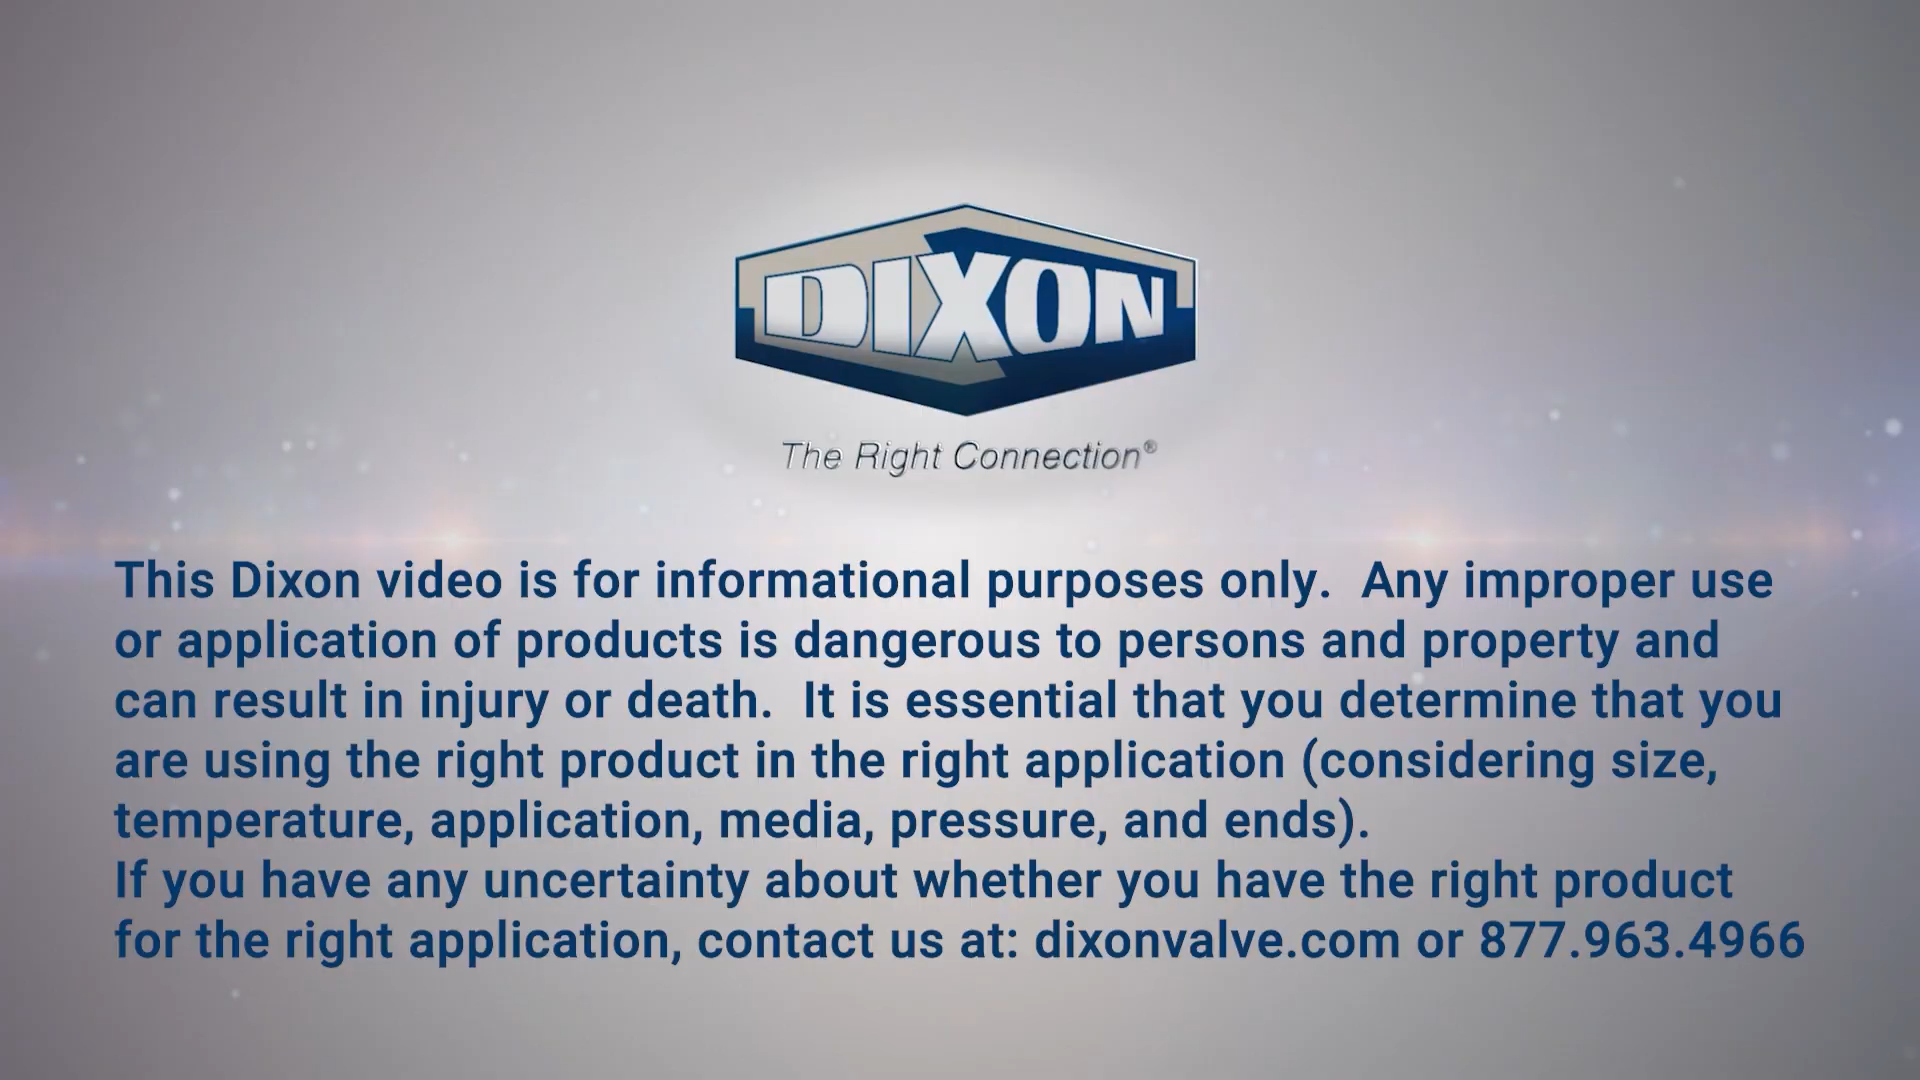 DIXON
The Right Connection®
This Dixon video is for informational purposes only.  Any improper use
or application of products is dangerous to persons and property and
can result in injury or death.  It is essential that you determine that you
are using the right product in the right application (considering size,
temperature, application, media, pressure, and ends).
If you have any uncertainty about whether you have the right product
for the right application, contact us at: dixonvalve.com or 877.963.4966